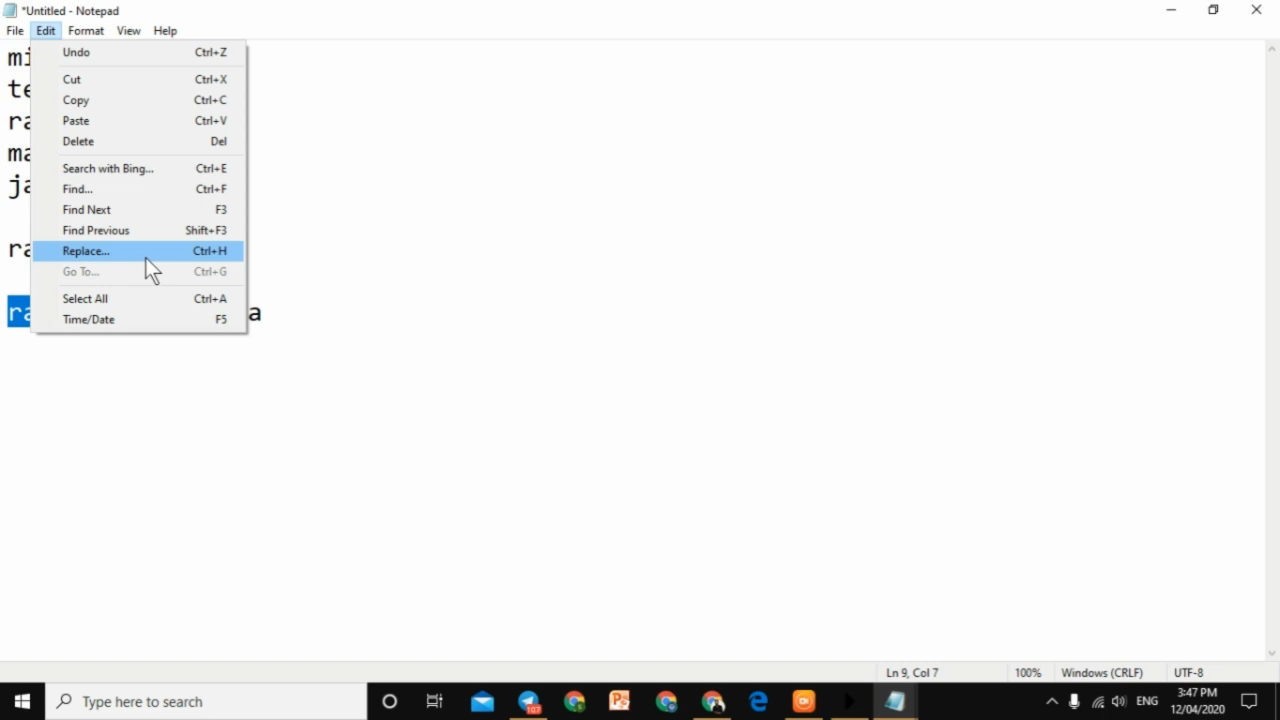 *Untitled - Notepad
File Edit Format View Help
Undo Ctrl+Z
Cut Ctrl+X
Copy Ctrl+C
Paste Ctrl+V
Delete Del
Search with Bing... Ctrl+E
Find... Ctrl+F
Find Next F3
Find Previous Shift+F3
Replace... Ctrl+H
Go To... Ctrl+G
Select All Ctrl+A
Time/Date F5
Ln 9, Col 7 100% Windows (CRLF) UTF-8
Type here to search
107
ENG
3:47 PM
12/04/2020